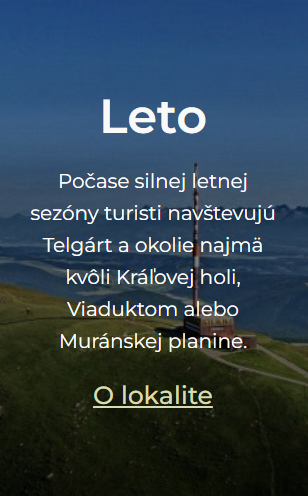 Leto
Počase silnej letnej
sezóny turisti navštevujú
Telgárt a okolie najmä
kvôli Kráľovej holi,
Viaduktom alebo
Muránskej planine.
O lokalite